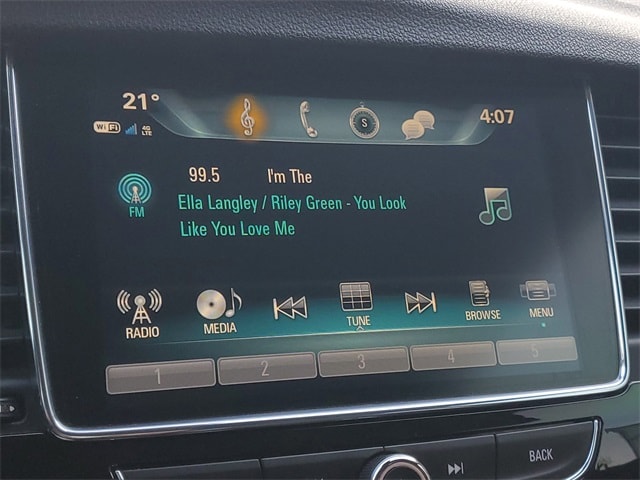 21° 4:07
WiFi 4G LTE
S
99.5 I'm The
FM
Ella Langley / Riley Green - You Look
Like You Love Me
RADIO MEDIA TUNE BROWSE MENU
1 2 3 4 5
BACK